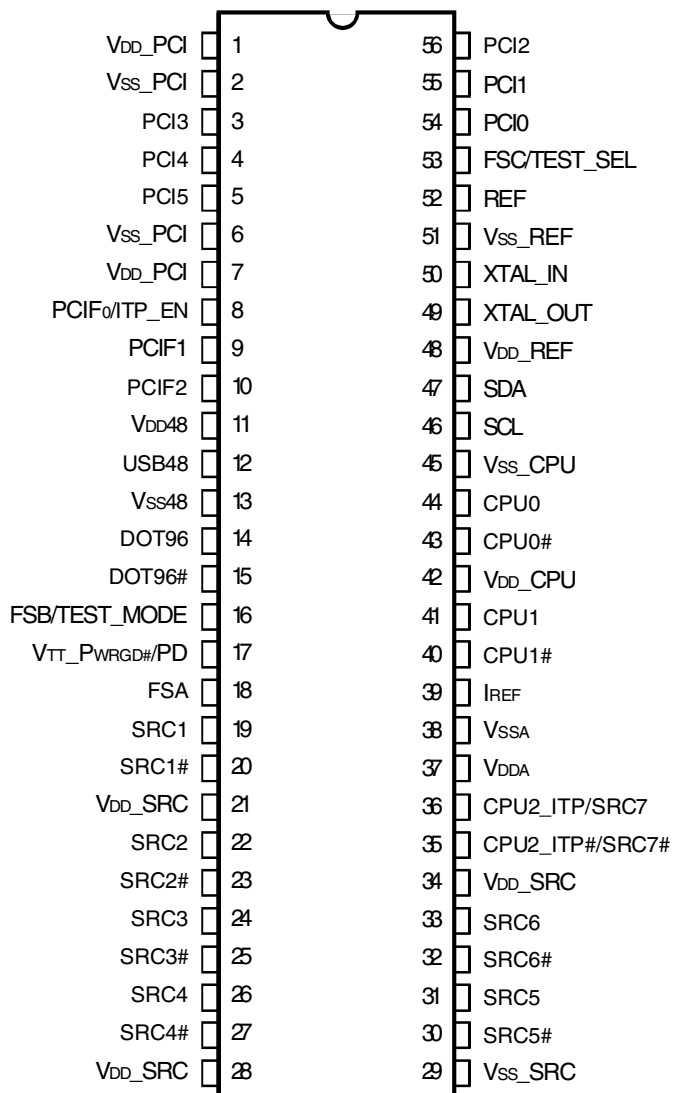 VDD_PCI 1 56 PCI2
VSS_PCI 2 55 PCI1
PCI3 3 54 PCI0
PCI4 4 53 FSC/TEST_SEL
PCI5 5 52 REF
VSS_PCI 6 51 VSS_REF
VDD_PCI 7 50 XTAL_IN
PCIF0/ITP_EN 8 49 XTAL_OUT
PCIF1 9 48 VDD_REF
PCIF2 10 47 SDA
VDD48 11 46 SCL
USB48 12 45 VSS_CPU
VSS48 13 44 CPU0
DOT96 14 43 CPU0#
DOT96# 15 42 VDD_CPU
FSB/TEST_MODE 16 41 CPU1
VTT_PWRGD#/PD 17 40 CPU1#
FSA 18 39 IREF
SRC1 19 38 VSSA
SRC1# 20 37 VDDA
VDD_SRC 21 36 CPU2_ITP/SRC7
SRC2 22 35 CPU2_ITP#/SRC7#
SRC2# 23 34 VDD_SRC
SRC3 24 33 SRC6
SRC3# 25 32 SRC6#
SRC4 26 31 SRC5
SRC4# 27 30 SRC5#
VDD_SRC 28 29 VSS_SRC